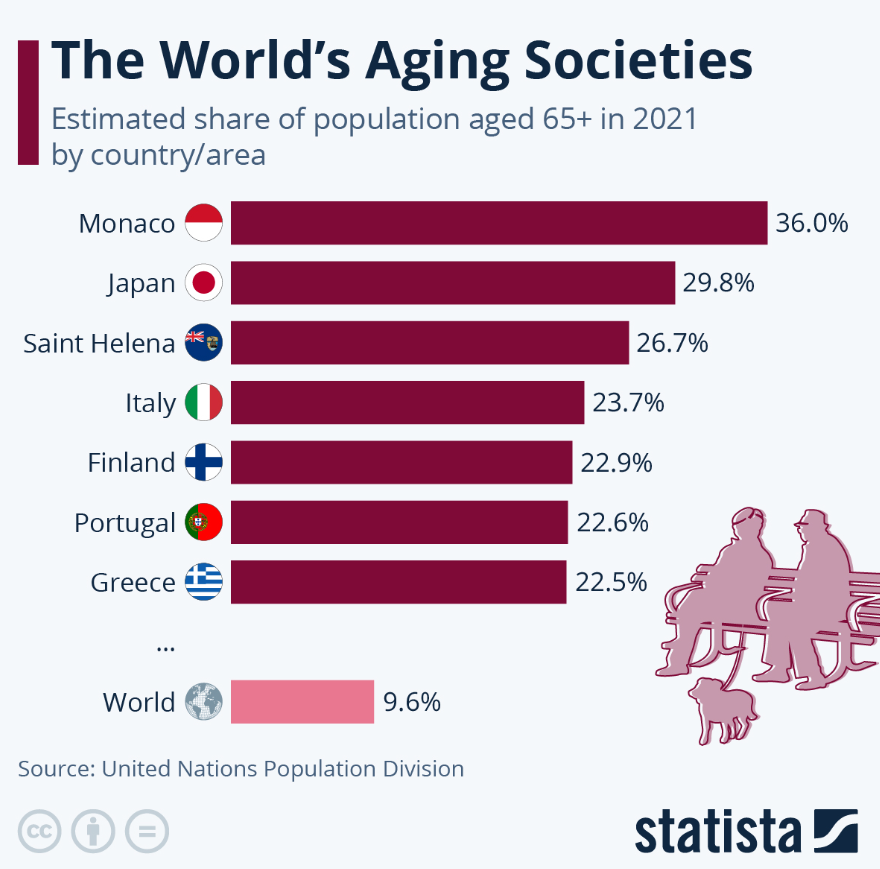 The World's Aging Societies
Estimated share of population aged 65+ in 2021
by country/area
Monaco 36.0%
Japan 29.8%
Saint Helena 26.7%
Italy 23.7%
Finland 22.9%
Portugal 22.6%
Greece 22.5%
...
World 9.6%
Source: United Nations Population Division
cc
statista